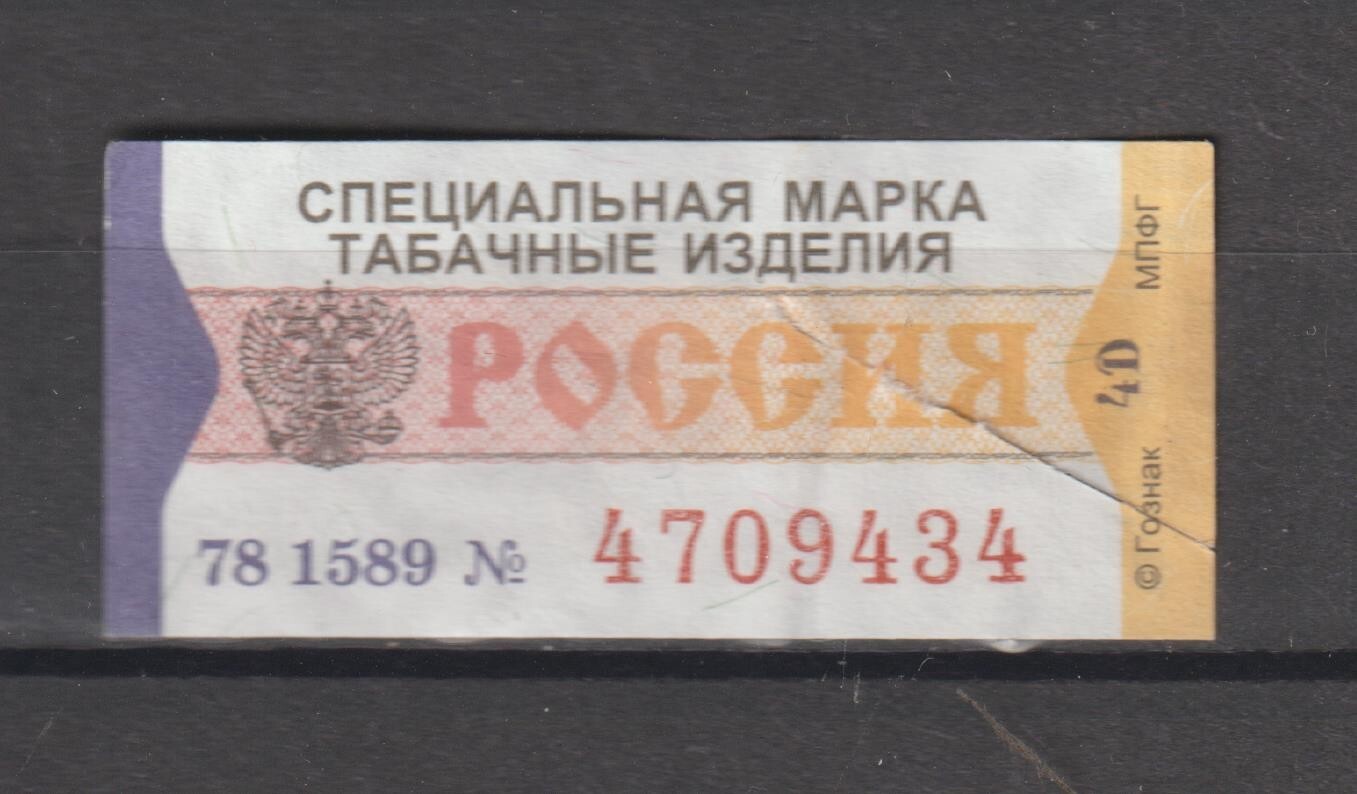 СПЕЦИАЛЬНАЯ МАРКА
ТАБАЧНЫЕ ИЗДЕЛИЯ
РОССИЯ
78 1589 № 4709434
© Гознак 4D МПФГ